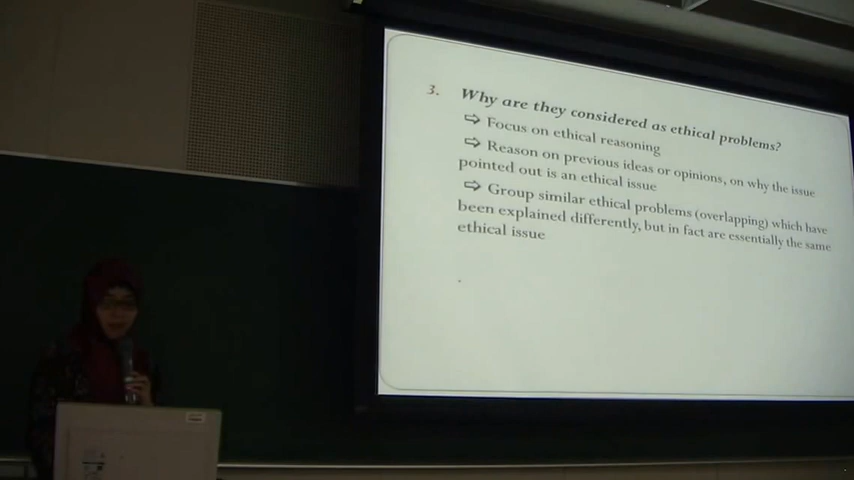 3. Why are they considered as ethical problems?
⇨ Focus on ethical reasoning
⇨ Reason on previous ideas or opinions, on why the issue
pointed out is an ethical issue
⇨ Group similar ethical problems (overlapping) which have
been explained differently, but in fact are essentially the same
ethical issue